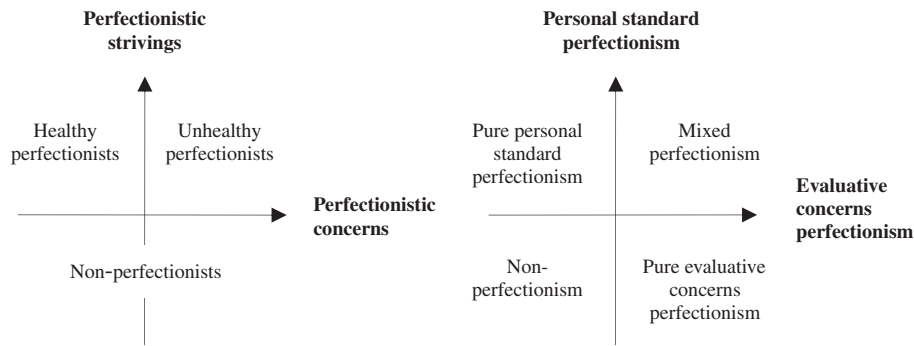 Perfectionistic
strivings
Healthy
perfectionists
Unhealthy
perfectionists
Perfectionistic
concerns
Non-perfectionists
Personal standard
perfectionism
Pure personal
standard
perfectionism
Mixed
perfectionism
Evaluative
concerns
perfectionism
Non-
perfectionism
Pure evaluative
concerns
perfectionism